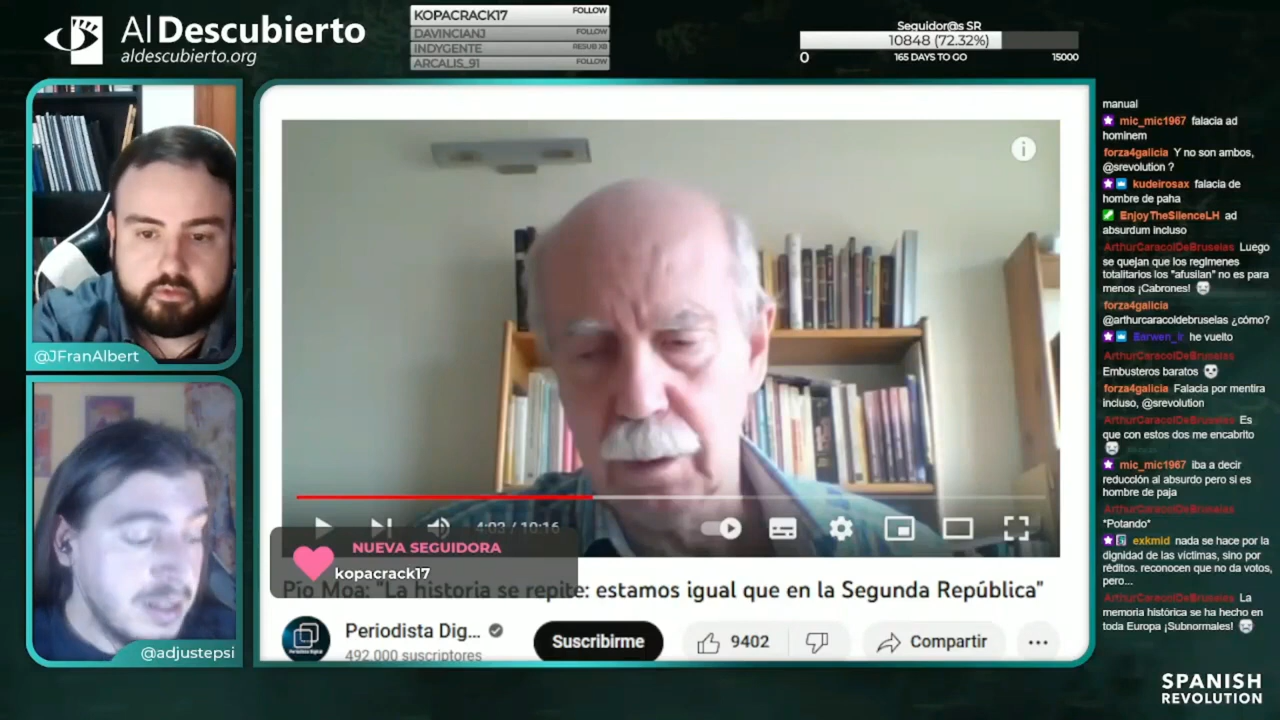 Al Descubierto
aldescubierto.org
KOPACRACK17 FOLLOW
DAVINCIANJ FOLLOW
INDYGENTE RESUB X8
ARCALIS_91 FOLLOW
Seguidor@s SR
10848 (72.32%)
0 165 DAYS TO GO 15000
@JFranAlbert
@adjustepsi
4:03 / 10:16
NUEVA SEGUIDORA
kopacrack17
Pío Moa: "La historia se repite: estamos igual que en la Segunda República"
Periodista Dig...
492.000 suscriptores
Suscribirme
9402
Compartir
manual
mic_mic1967 falacia ad
hominem
forza4galicia Y no son ambos,
@srevolution ?
kudeirosax falacia de
hombre de paha
EnjoyTheSilenceLH ad
absurdum incluso
ArthurCaracolDeBruselas Luego
se quejan que los regimenes
totalitarios los "afusilan" no es para
menos ¡Cabrones!
forza4galicia
@arthurcaracoldebruselas ¿cómo?
Earwen_ir he vuelto
ArthurCaracolDeBruselas
Embusteros baratos
forza4galicia Falacia por mentira
incluso, @srevolution
ArthurCaracolDeBruselas Es
que con estos dos me encabrito
mic_mic1967 iba a decir
reducción al absurdo pero si es
hombre de paja
ArthurCaracolDeBruselas
*Potando*
exkmid nada se hace por la
dignidad de las víctimas, sino por
réditos. reconocen que no da votos,
pero...
ArthurCaracolDeBruselas La
memoria histórica se ha hecho en
toda Europa ¡Subnormales!
SPANISH
REVOLUTION